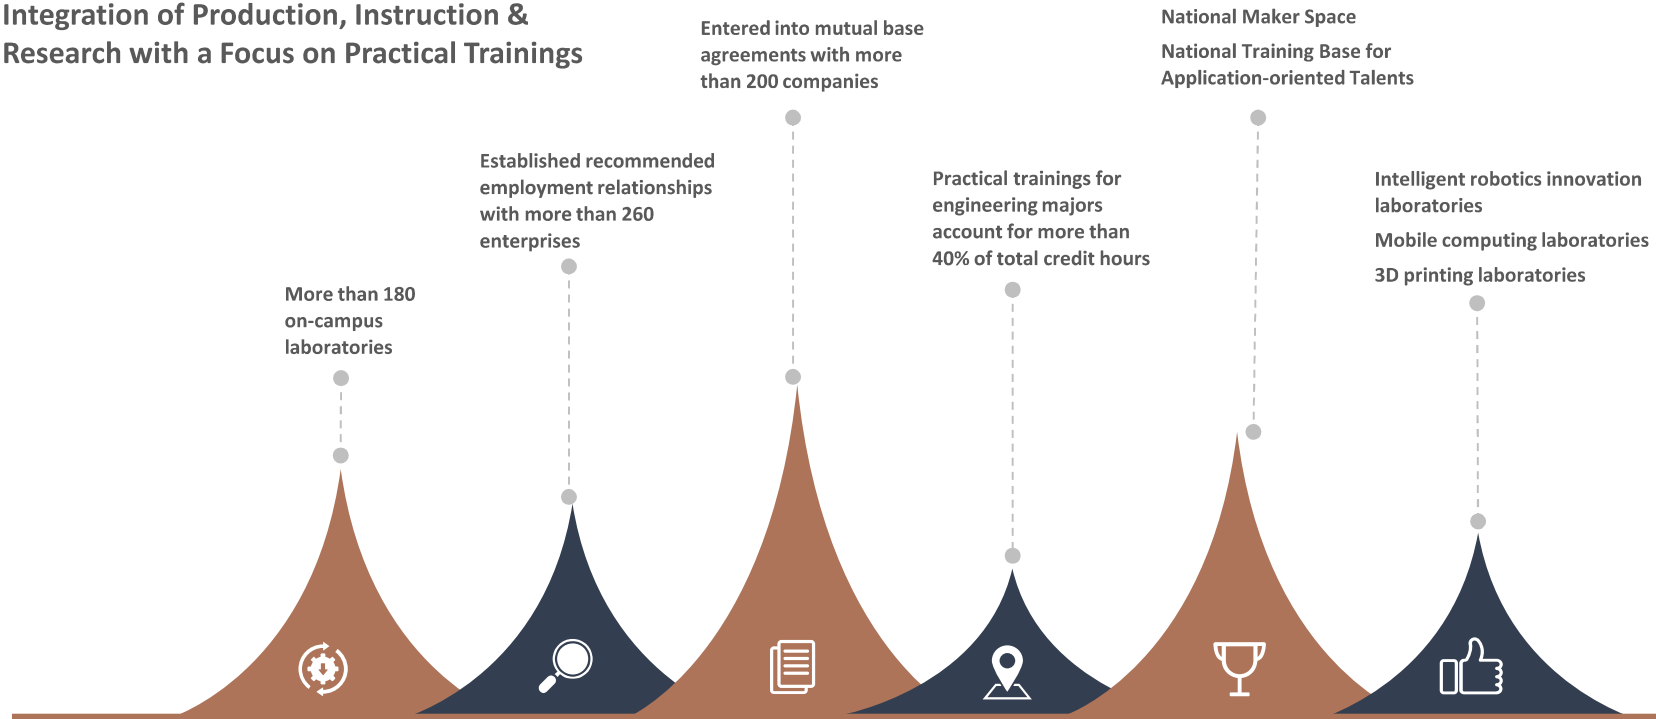 Integration of Production, Instruction &
Research with a Focus on Practical Trainings
More than 180
on-campus
laboratories
Established recommended
employment relationships
with more than 260
enterprises
Entered into mutual base
agreements with more
than 200 companies
Practical trainings for
engineering majors
account for more than
40% of total credit hours
National Maker Space
National Training Base for
Application-oriented Talents
Intelligent robotics innovation
laboratories
Mobile computing laboratories
3D printing laboratories